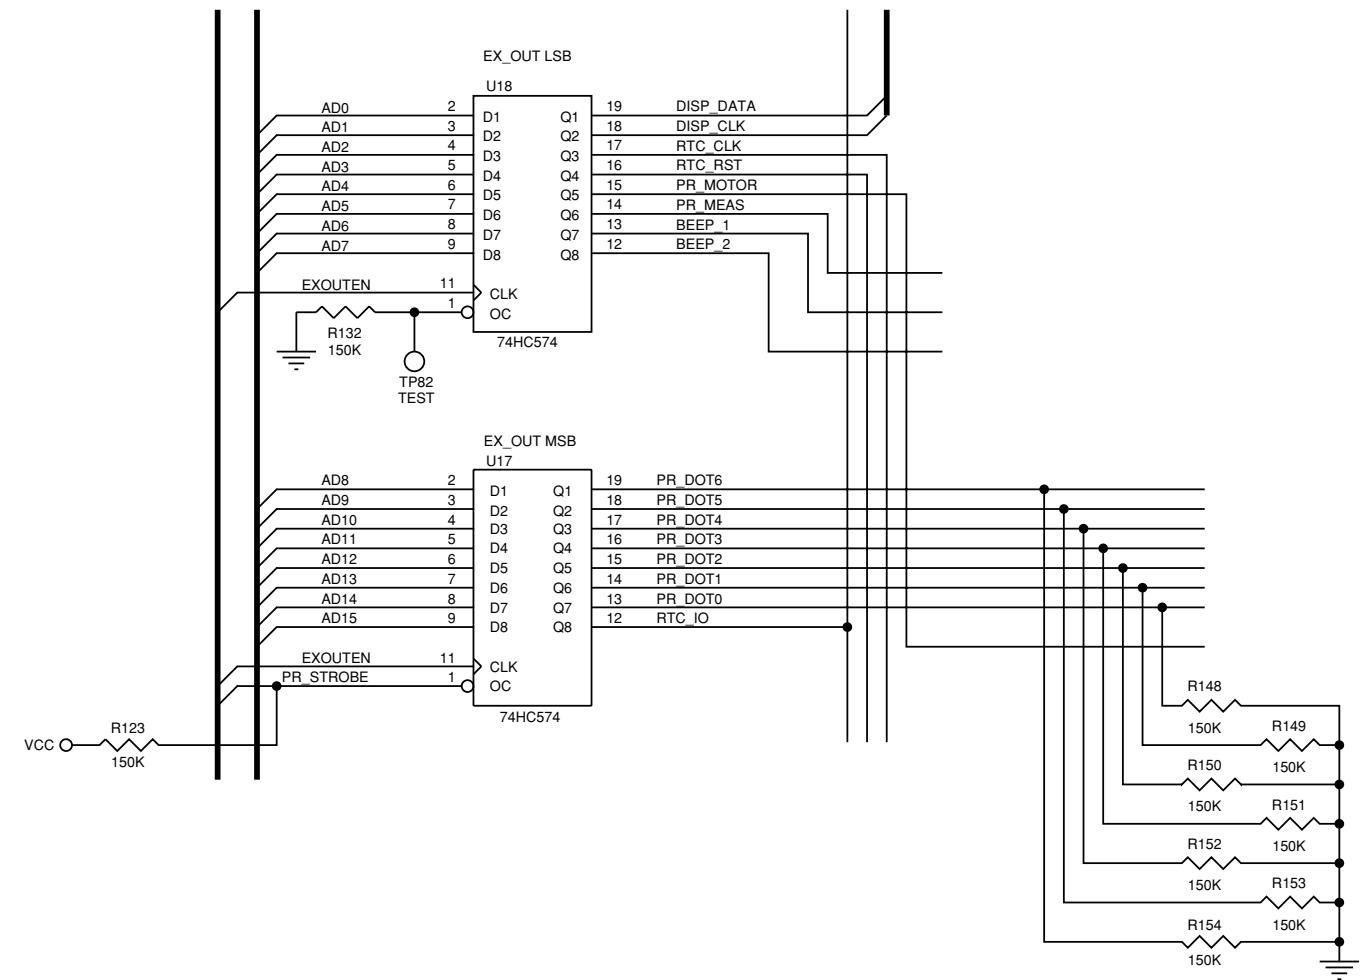 EX_OUT LSB
U18
AD0 2 D1 Q1 19 DISP_DATA
AD1 3 D2 Q2 18 DISP_CLK
AD2 4 D3 Q3 17 RTC_CLK
AD3 5 D4 Q4 16 RTC_RST
AD4 6 D5 Q5 15 PR_MOTOR
AD5 7 D6 Q6 14 PR_MEAS
AD6 8 D7 Q7 13 BEEP_1
AD7 9 D8 Q8 12 BEEP_2
EXOUTEN 11 CLK
1 OC
R132
150K
74HC574
TP82
TEST
EX_OUT MSB
U17
AD8 2 D1 Q1 19 PR_DOT6
AD9 3 D2 Q2 18 PR_DOT5
AD10 4 D3 Q3 17 PR_DOT4
AD11 5 D4 Q4 16 PR_DOT3
AD12 6 D5 Q5 15 PR_DOT2
AD13 7 D6 Q6 14 PR_DOT1
AD14 8 D7 Q7 13 PR_DOT0
AD15 9 D8 Q8 12 RTC_IO
EXOUTEN 11 CLK
PR_STROBE 1 OC
74HC574
R123
VCC
150K
R148
150K
R149
150K
R150
150K
R151
150K
R152
150K
R153
150K
R154
150K